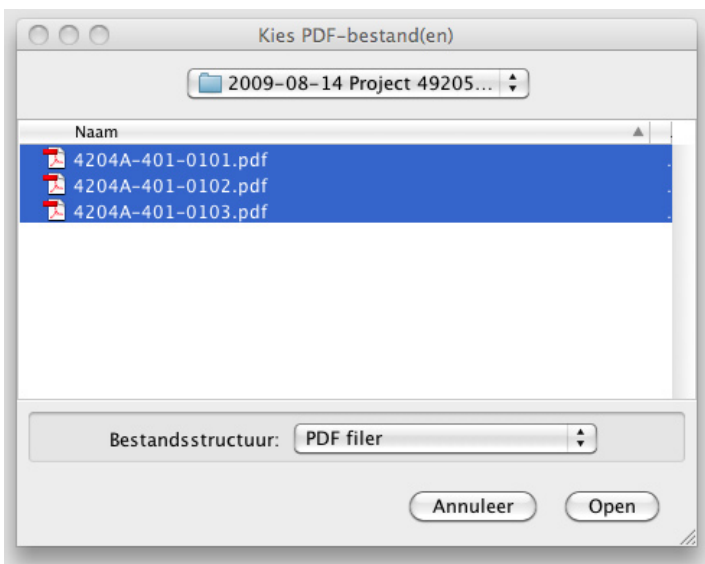 Kies PDF-bestand(en)
2009-08-14 Project 49205...
Naam
4204A-401-0101.pdf
4204A-401-0102.pdf
4204A-401-0103.pdf
Bestandsstructuur: PDF filer
Annuleer Open